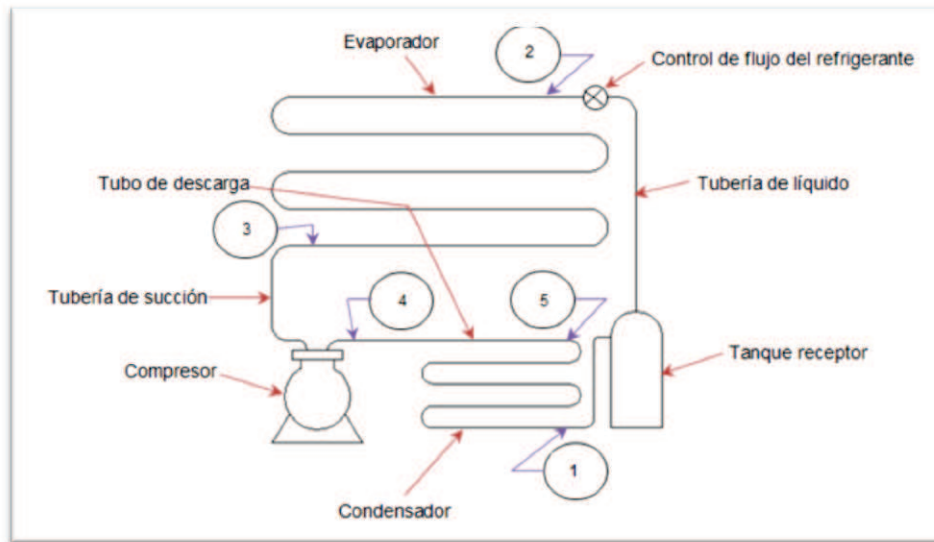 Evaporador
2
Control de flujo del refrigerante
Tubo de descarga
Tubería de líquido
3
Tubería de succión
4
5
Compresor
Tanque receptor
1
Condensador